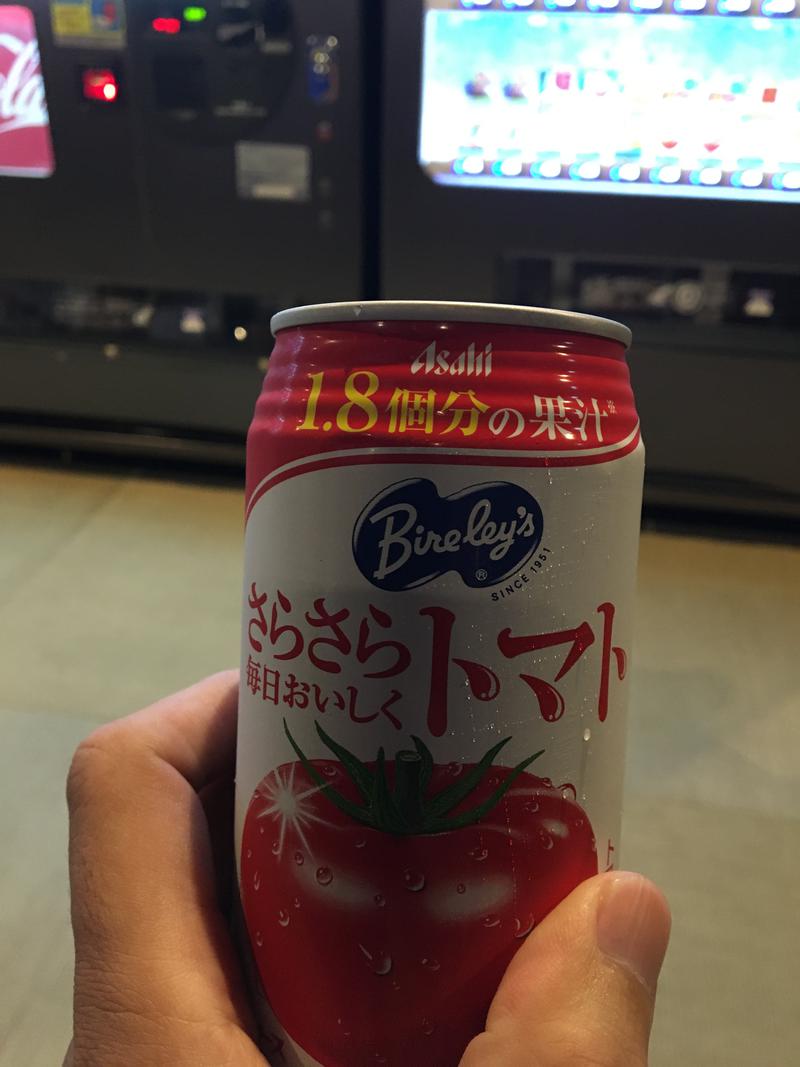 Asahi
1.8個分の果汁※
Bireley's
®
SINCE 1951
さらさらトマト
毎日おいしく